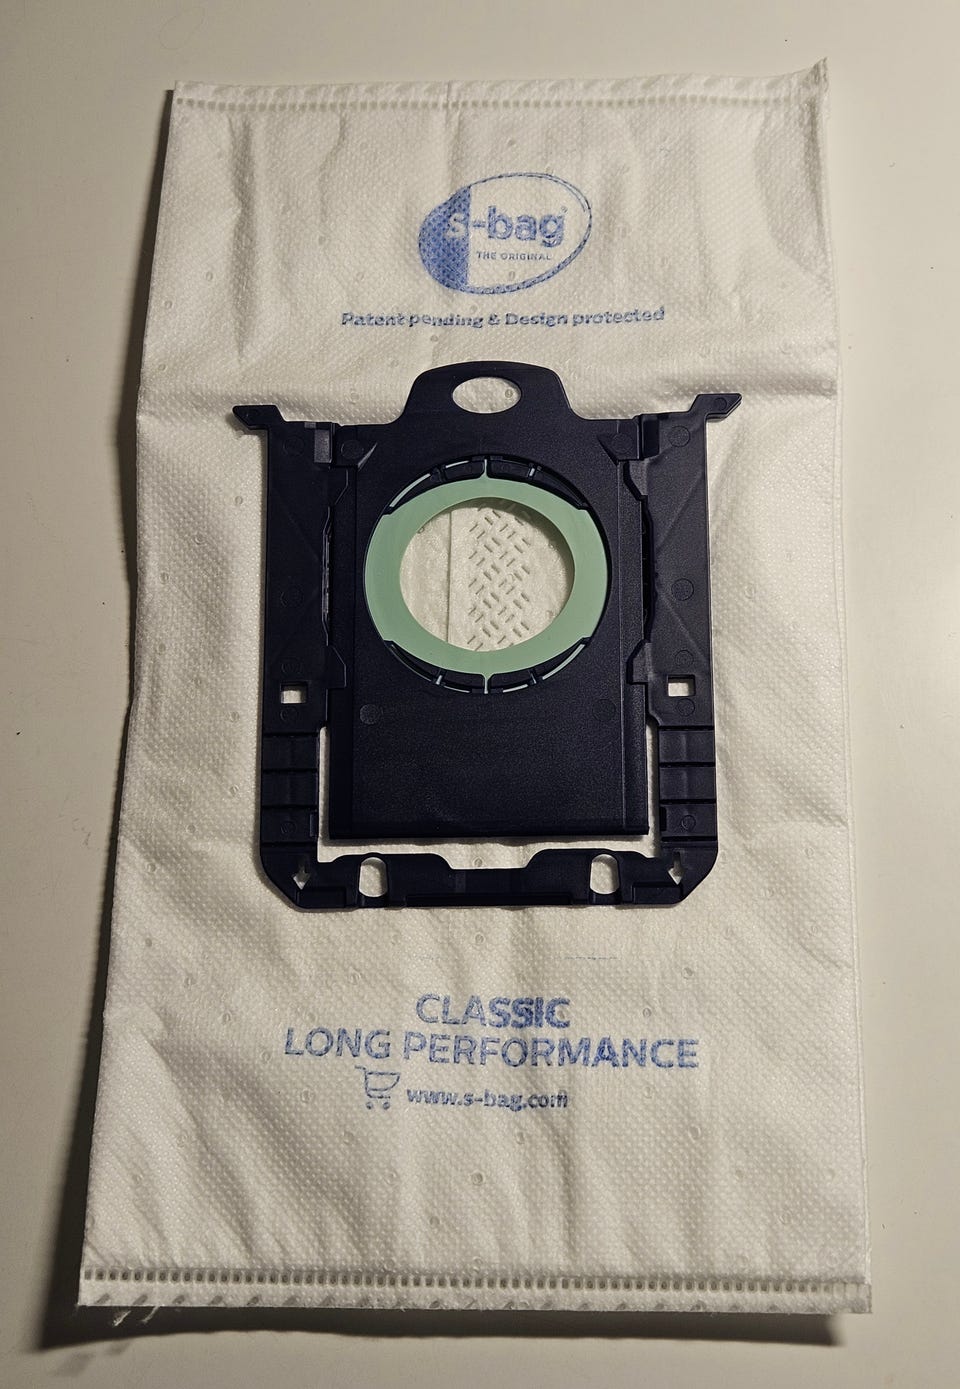 s-bag®
THE ORIGINAL
Patent pending & Design protected
CLASSIC
LONG PERFORMANCE
www.s-bag.com